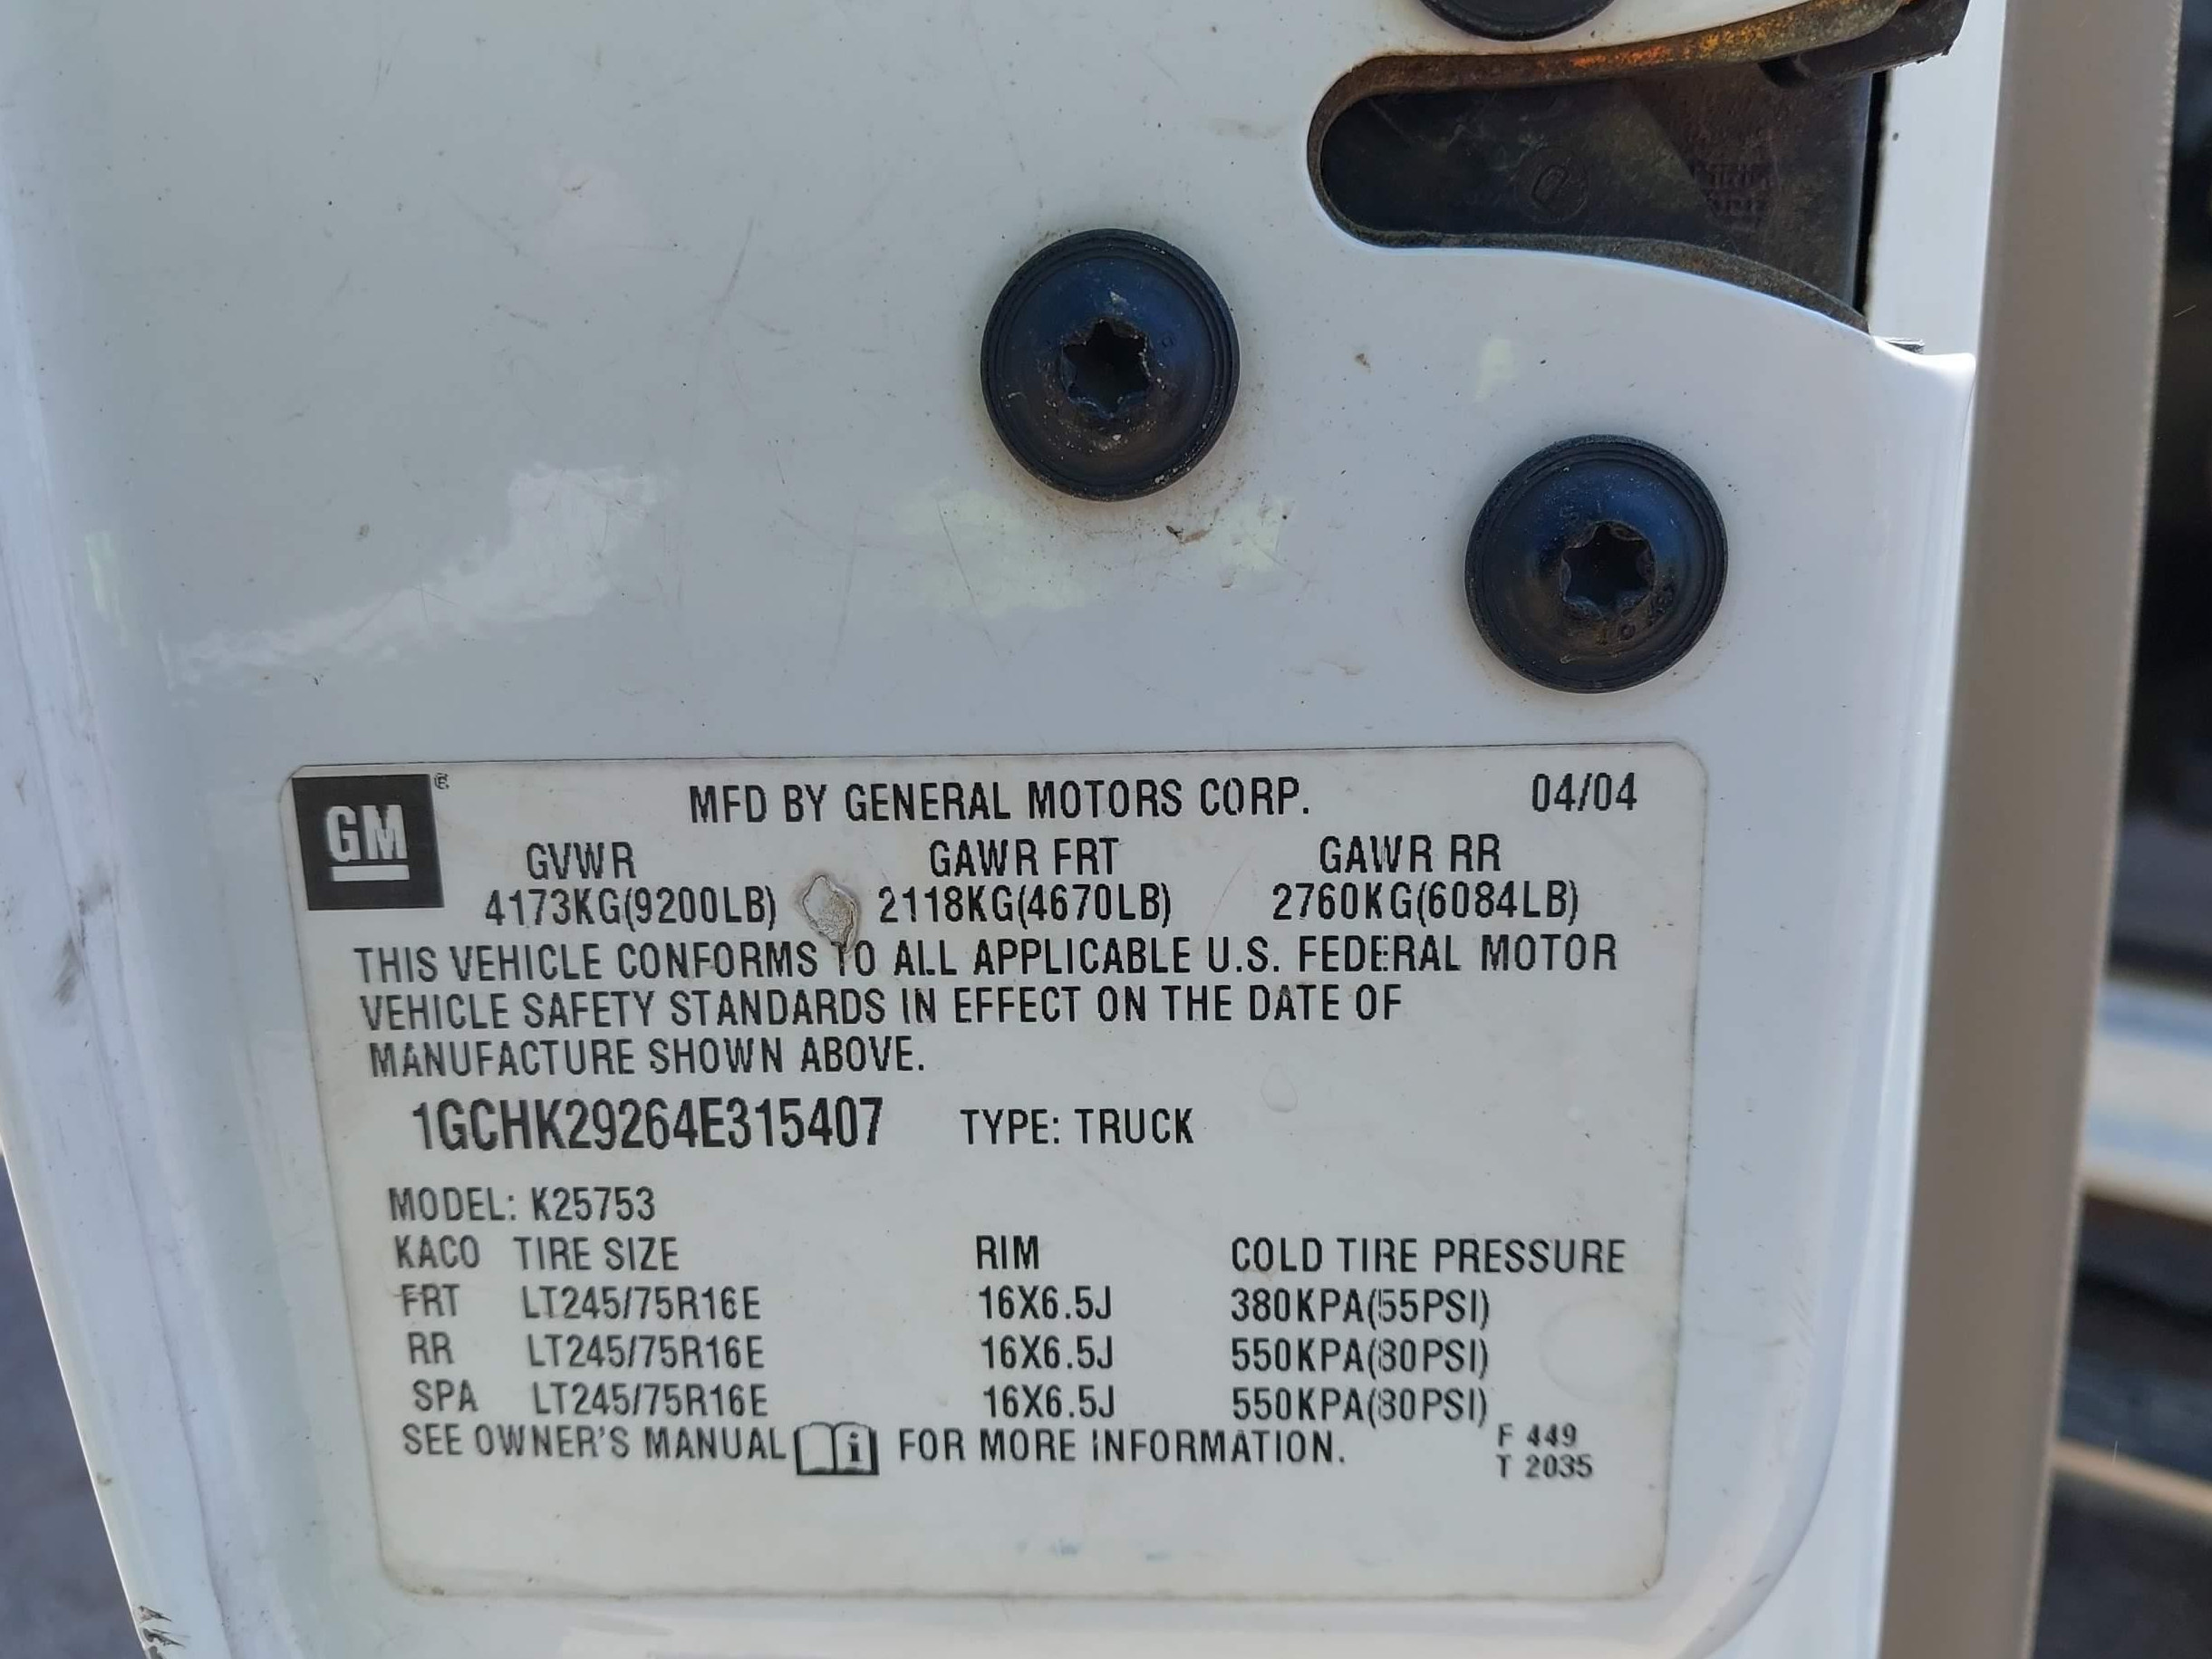 GM
MFD BY GENERAL MOTORS CORP. 04/04
GVWR GAWR FRT GAWR RR
4173KG(9200LB) 2118KG(4670LB) 2760KG(6084LB)
THIS VEHICLE CONFORMS TO ALL APPLICABLE U.S. FEDERAL MOTOR
VEHICLE SAFETY STANDARDS IN EFFECT ON THE DATE OF
MANUFACTURE SHOWN ABOVE.
1GCHK29264E315407 TYPE: TRUCK
MODEL: K25753
KACO TIRE SIZE RIM COLD TIRE PRESSURE
FRT LT245/75R16E 16X6.5J 380KPA(55PSI)
RR LT245/75R16E 16X6.5J 550KPA(80PSI)
SPA LT245/75R16E 16X6.5J 550KPA(80PSI)
SEE OWNER'S MANUAL i FOR MORE INFORMATION.
F 449
T 2035